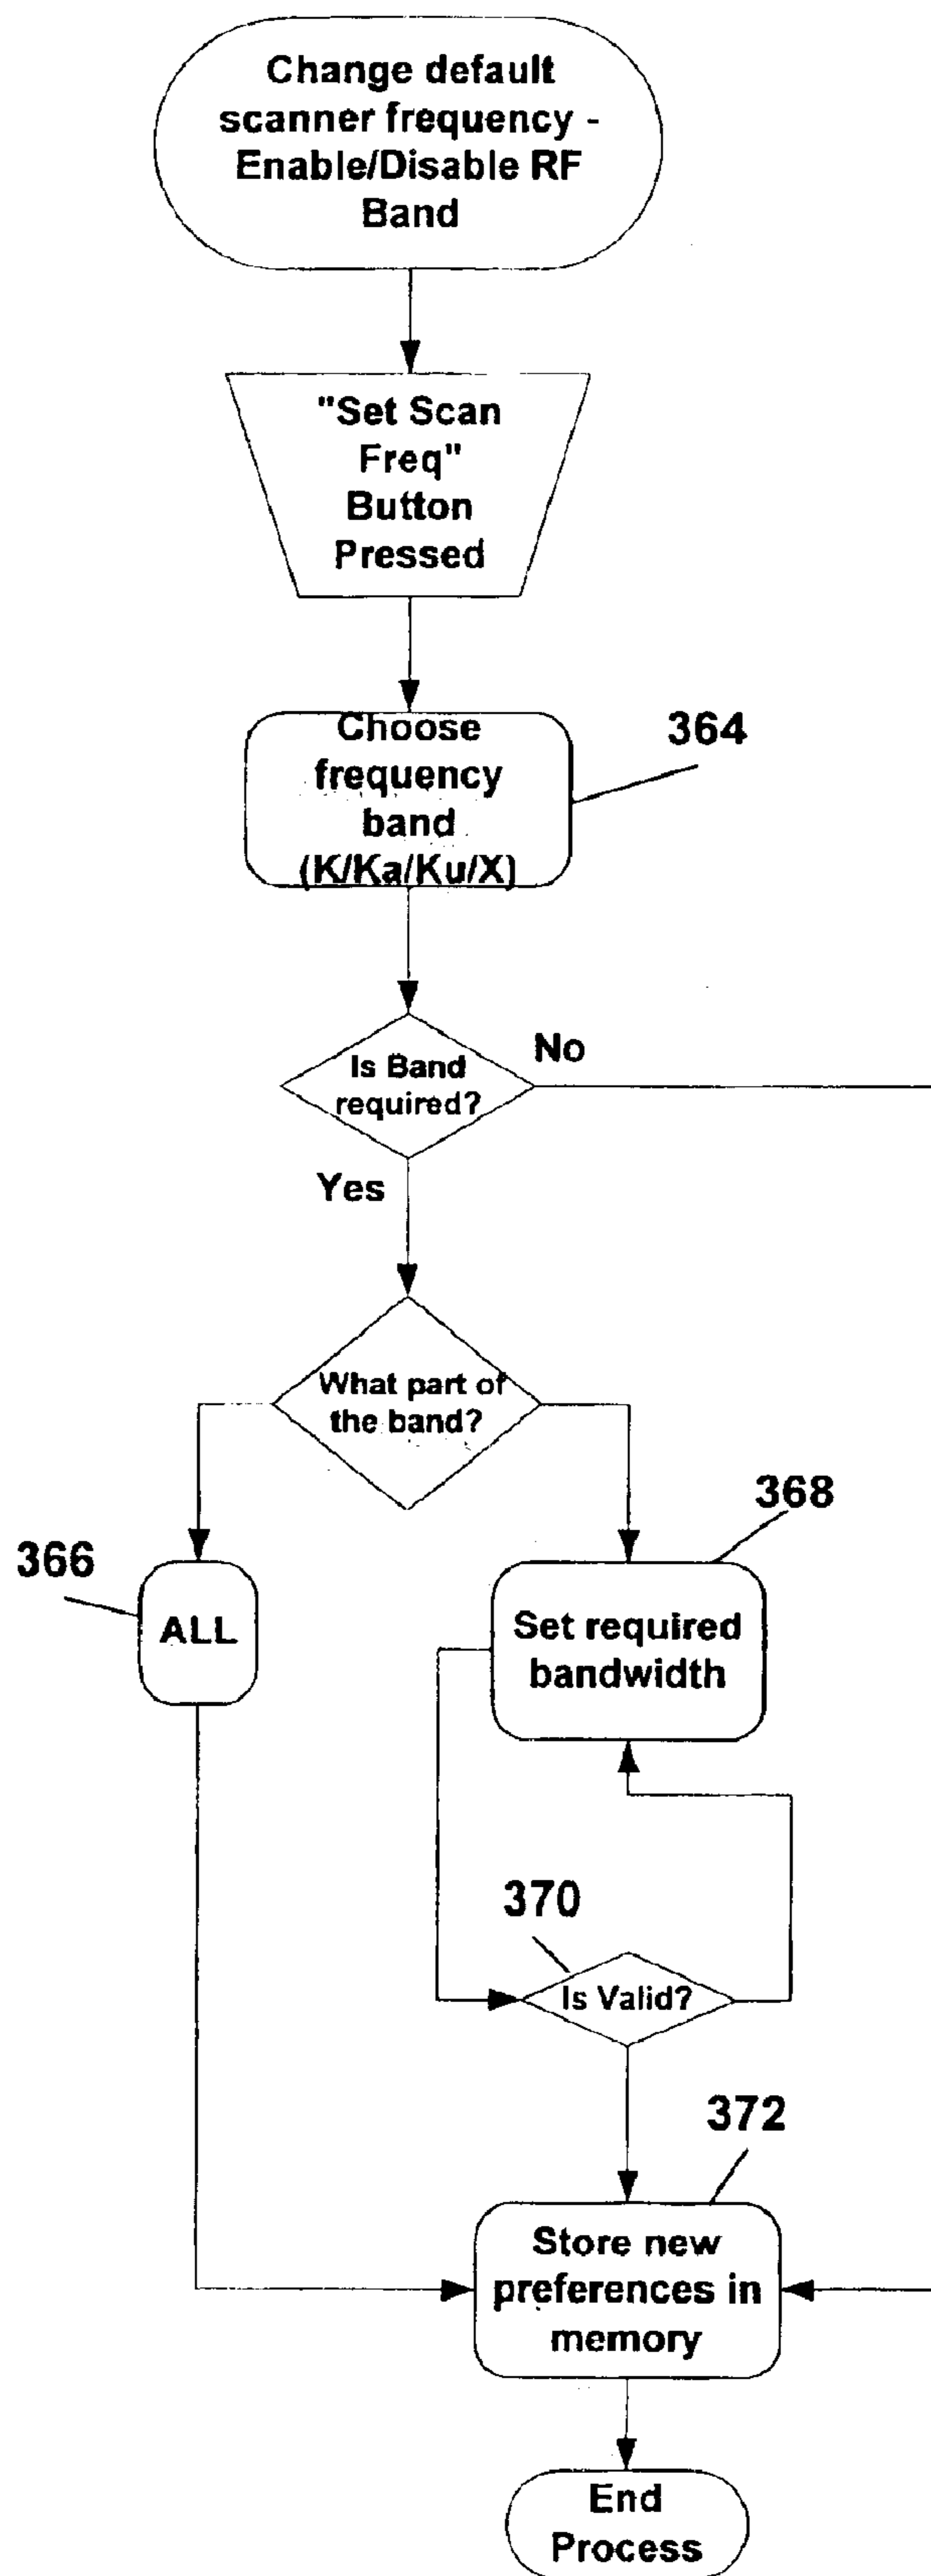 Change default
scanner frequency -
Enable/Disable RF
Band
"Set Scan
Freq"
Button
Pressed
Choose
frequency
band
(K/Ka/Ku/X)
364
Is Band
required?
No
Yes
What part of
the band?
366
ALL
368
Set required
bandwidth
370
Is Valid?
372
Store new
preferences in
memory
End
Process